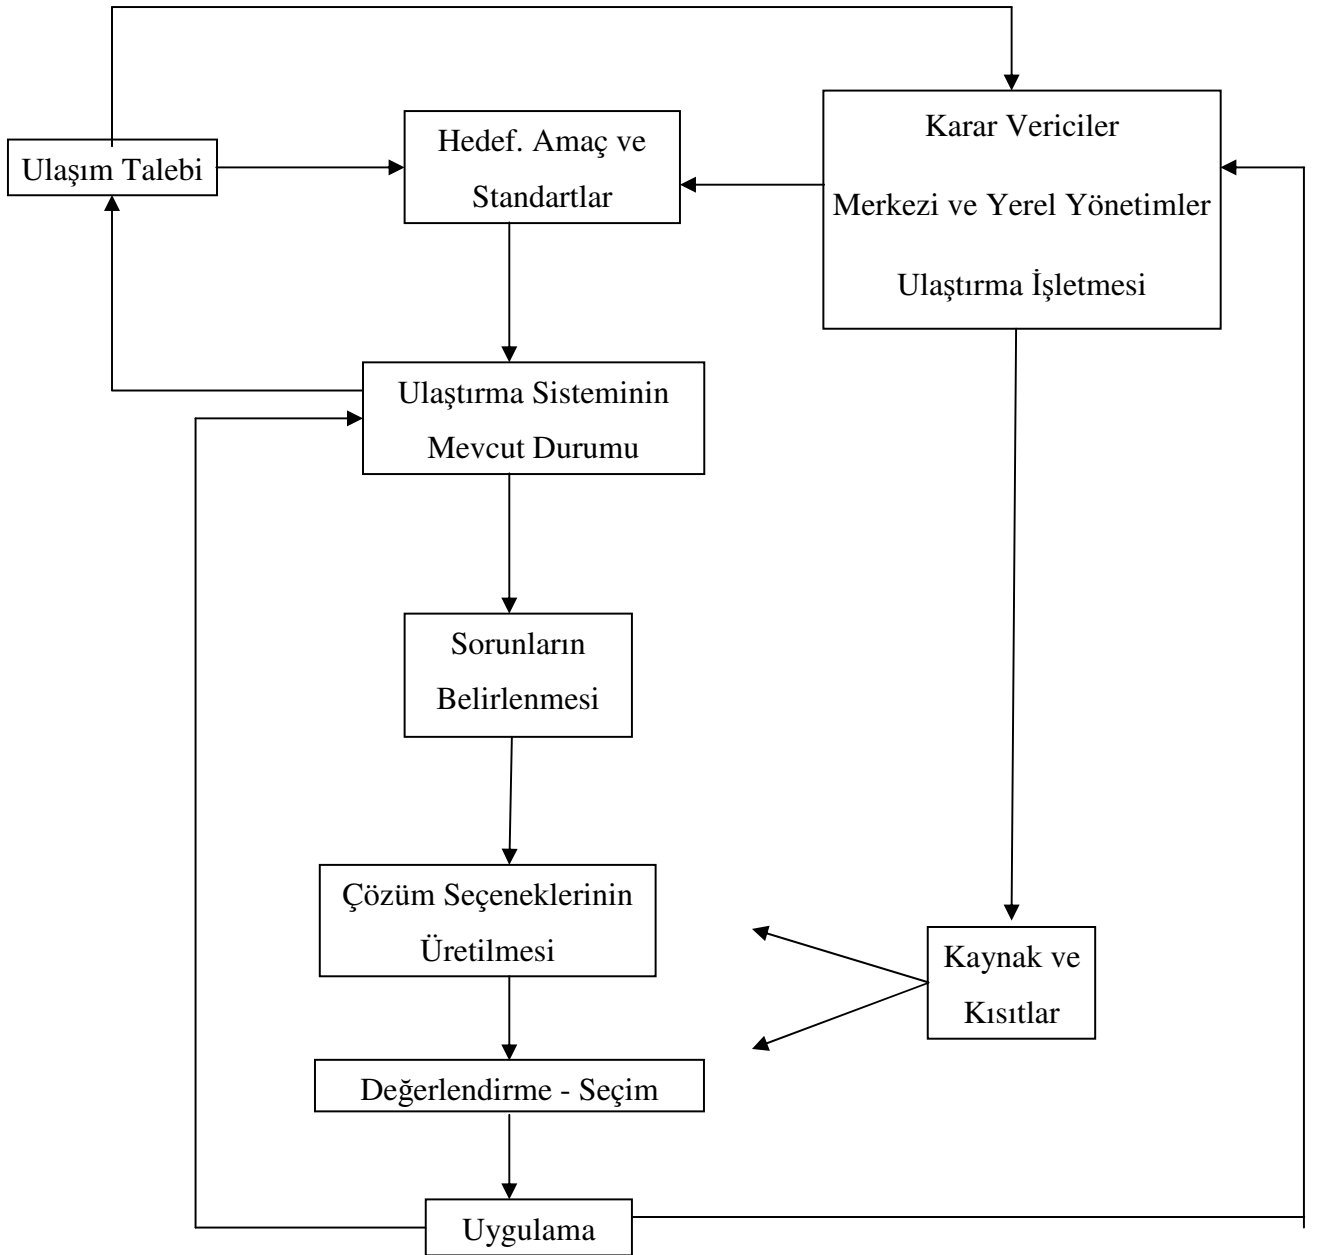 Ulaşım Talebi
Hedef. Amaç ve
Standartlar
Karar Vericiler
Merkezi ve Yerel Yönetimler
Ulaştırma İşletmesi
Ulaştırma Sisteminin
Mevcut Durumu
Sorunların
Belirlenmesi
Çözüm Seçeneklerinin
Üretilmesi
Kaynak ve
Kısıtlar
Değerlendirme - Seçim
Uygulama